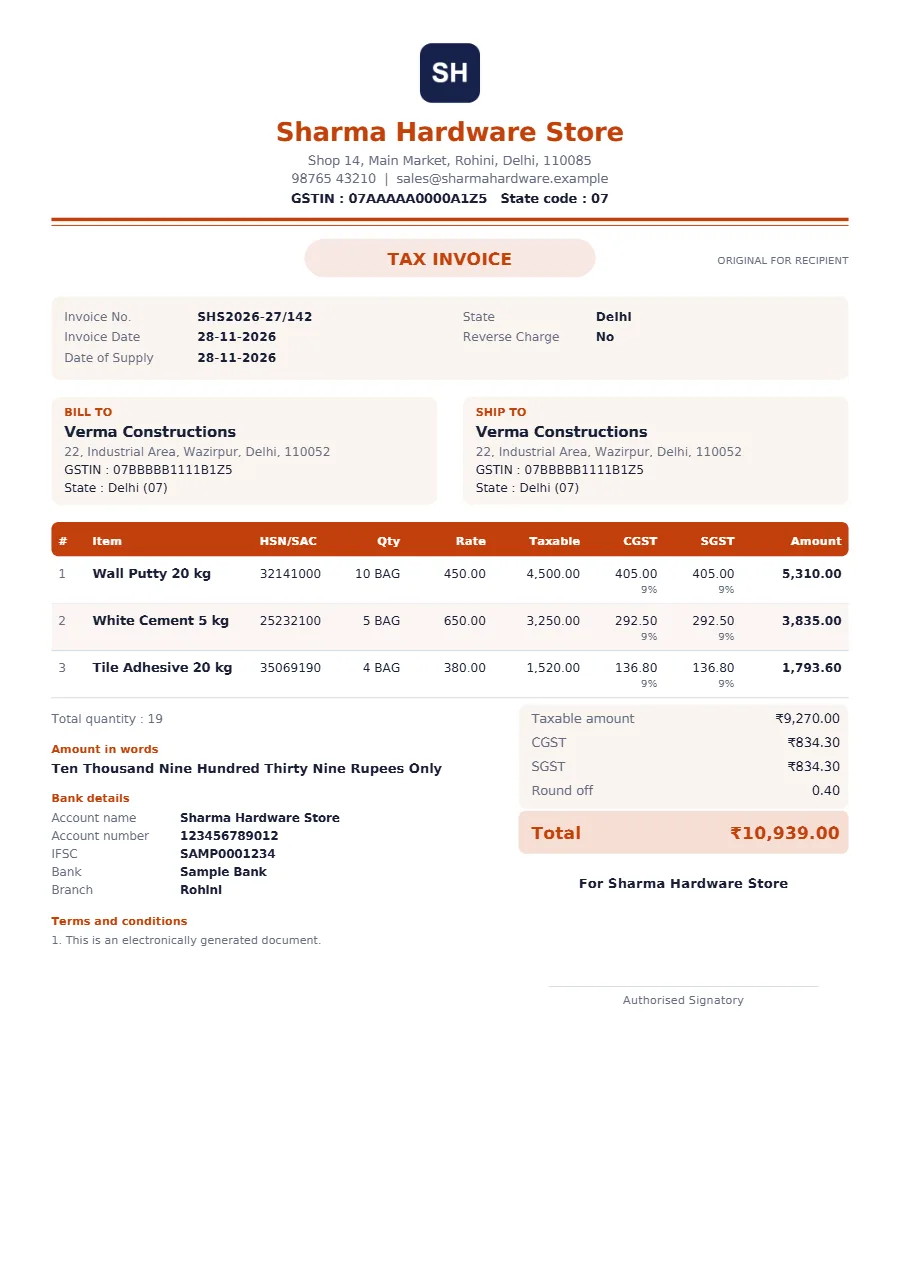 SH
Sharma Hardware Store
Shop 14, Main Market, Rohini, Delhi, 110085
98765 43210 | sales@sharmahardware.example
GSTIN : 07AAAAA0000A1Z5 State code : 07
TAX INVOICE
ORIGINAL FOR RECIPIENT
Invoice No. SHS2026-27/142 State Delhi
Invoice Date 28-11-2026 Reverse Charge No
Date of Supply 28-11-2026
BILL TO
Verma Constructions
22, Industrial Area, Wazirpur, Delhi, 110052
GSTIN : 07BBBBB1111B1Z5
State : Delhi (07)
SHIP TO
Verma Constructions
22, Industrial Area, Wazirpur, Delhi, 110052
GSTIN : 07BBBBB1111B1Z5
State : Delhi (07)
# Item HSN/SAC Qty Rate Taxable CGST SGST Amount
1 Wall Putty 20 kg 32141000 10 BAG 450.00 4,500.00 405.00 405.00 5,310.00
9% 9%
2 White Cement 5 kg 25232100 5 BAG 650.00 3,250.00 292.50 292.50 3,835.00
9% 9%
3 Tile Adhesive 20 kg 35069190 4 BAG 380.00 1,520.00 136.80 136.80 1,793.60
9% 9%
Total quantity : 19
Amount in words
Ten Thousand Nine Hundred Thirty Nine Rupees Only
Bank details
Account name Sharma Hardware Store
Account number 123456789012
IFSC SAMP0001234
Bank Sample Bank
Branch Rohini
Terms and conditions
1. This is an electronically generated document.
Taxable amount ₹9,270.00
CGST ₹834.30
SGST ₹834.30
Round off 0.40
Total ₹10,939.00
For Sharma Hardware Store
Authorised Signatory